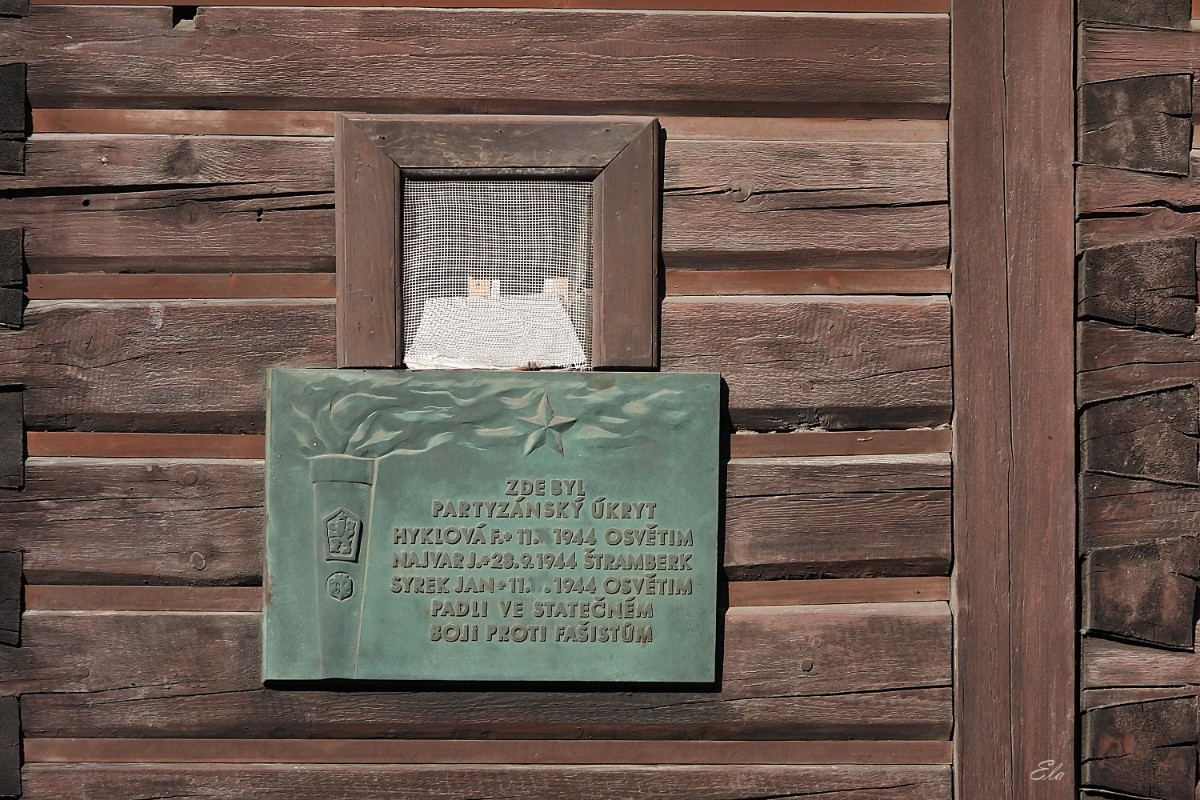 ZDE BYL
PARTYZÁNSKÝ ÚKRYT
HYKLOVÁ F. 11. 1944 OSVĚTIM
NAJVAR J. 28.9.1944 ŠTRAMBERK
SYREK JAN 11. 1944 OSVĚTIM
PADLI VE STATEČNÉM
BOJI PROTI FAŠISTŮM
Ela